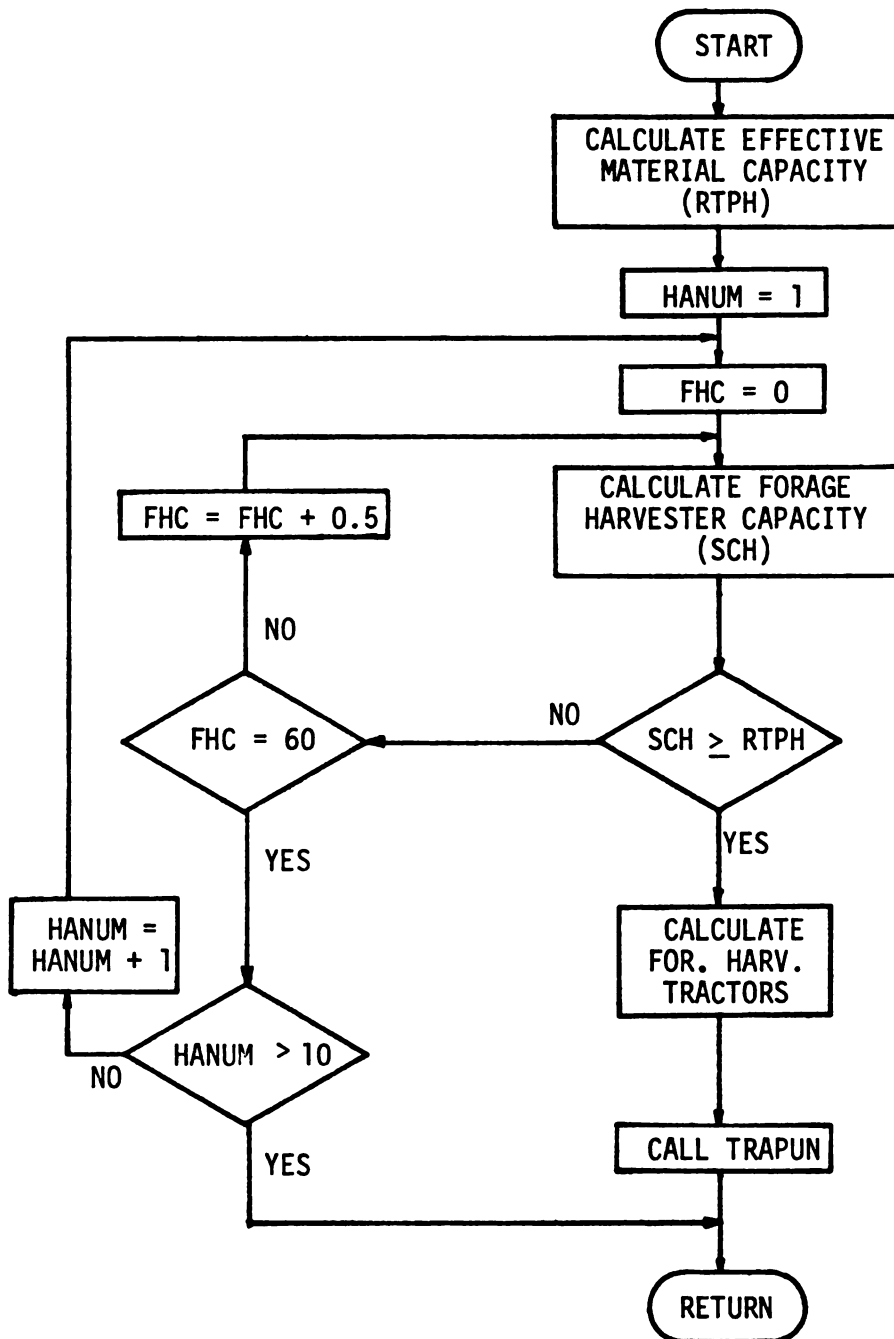 START
CALCULATE EFFECTIVE
MATERIAL CAPACITY
(RTPH)
HANUM = 1
FHC = 0
CALCULATE FORAGE
HARVESTER CAPACITY
(SCH)
FHC = FHC + 0.5
NO
FHC = 60
NO
SCH ≥ RTPH
YES
YES
HANUM =
HANUM + 1
CALCULATE
FOR. HARV.
TRACTORS
HANUM > 10
NO
YES
CALL TRAPUN
RETURN